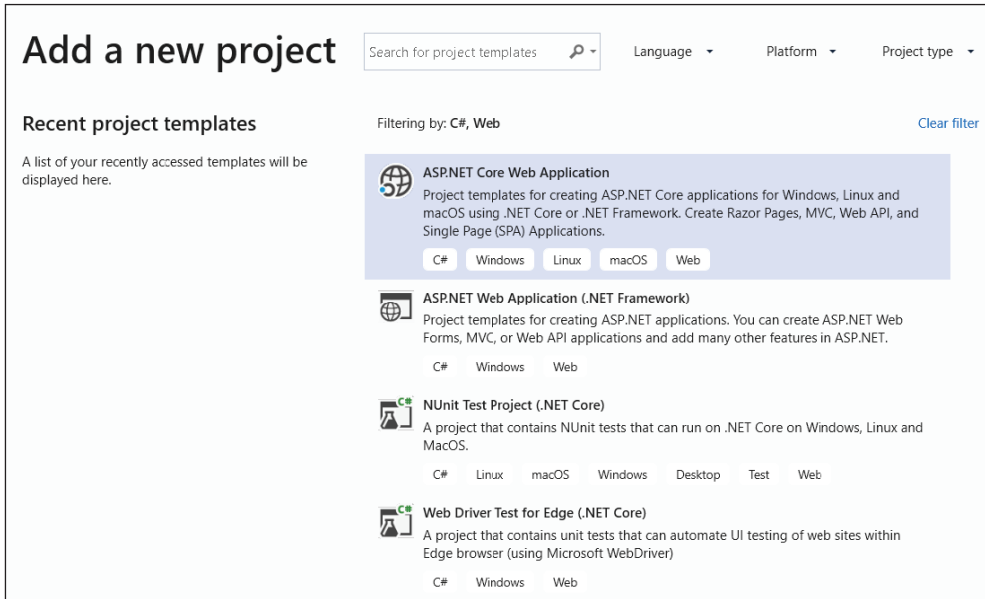 Add a new project
Search for project templates
Language
Platform
Project type
Recent project templates
A list of your recently accessed templates will be
displayed here.
Filtering by: C#, Web
Clear filter
ASP.NET Core Web Application
Project templates for creating ASP.NET Core applications for Windows, Linux and
macOS using .NET Core or .NET Framework. Create Razor Pages, MVC, Web API, and
Single Page (SPA) Applications.
C# Windows Linux macOS Web
ASP.NET Web Application (.NET Framework)
Project templates for creating ASP.NET applications. You can create ASP.NET Web
Forms, MVC, or Web API applications and add many other features in ASP.NET.
C# Windows Web
C#
NUnit Test Project (.NET Core)
A project that contains NUnit tests that can run on .NET Core on Windows, Linux and
MacOS.
C# Linux macOS Windows Desktop Test Web
C#
Web Driver Test for Edge (.NET Core)
A project that contains unit tests that can automate UI testing of web sites within
Edge browser (using Microsoft WebDriver)
C# Windows Web